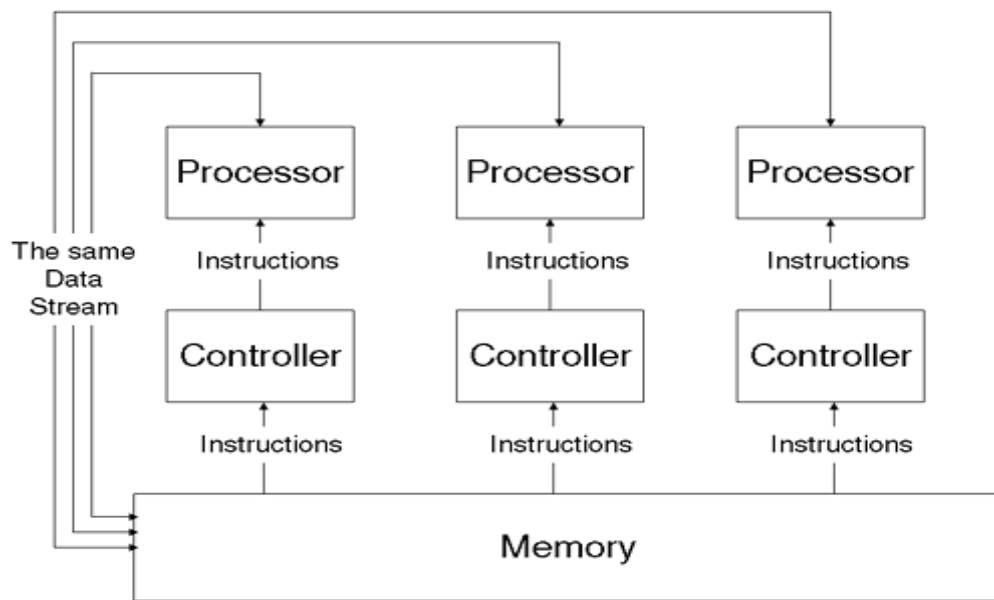 Processor
Processor
Processor
The same
Data
Stream
Instructions
Instructions
Instructions
Controller
Controller
Controller
Instructions
Instructions
Instructions
Memory